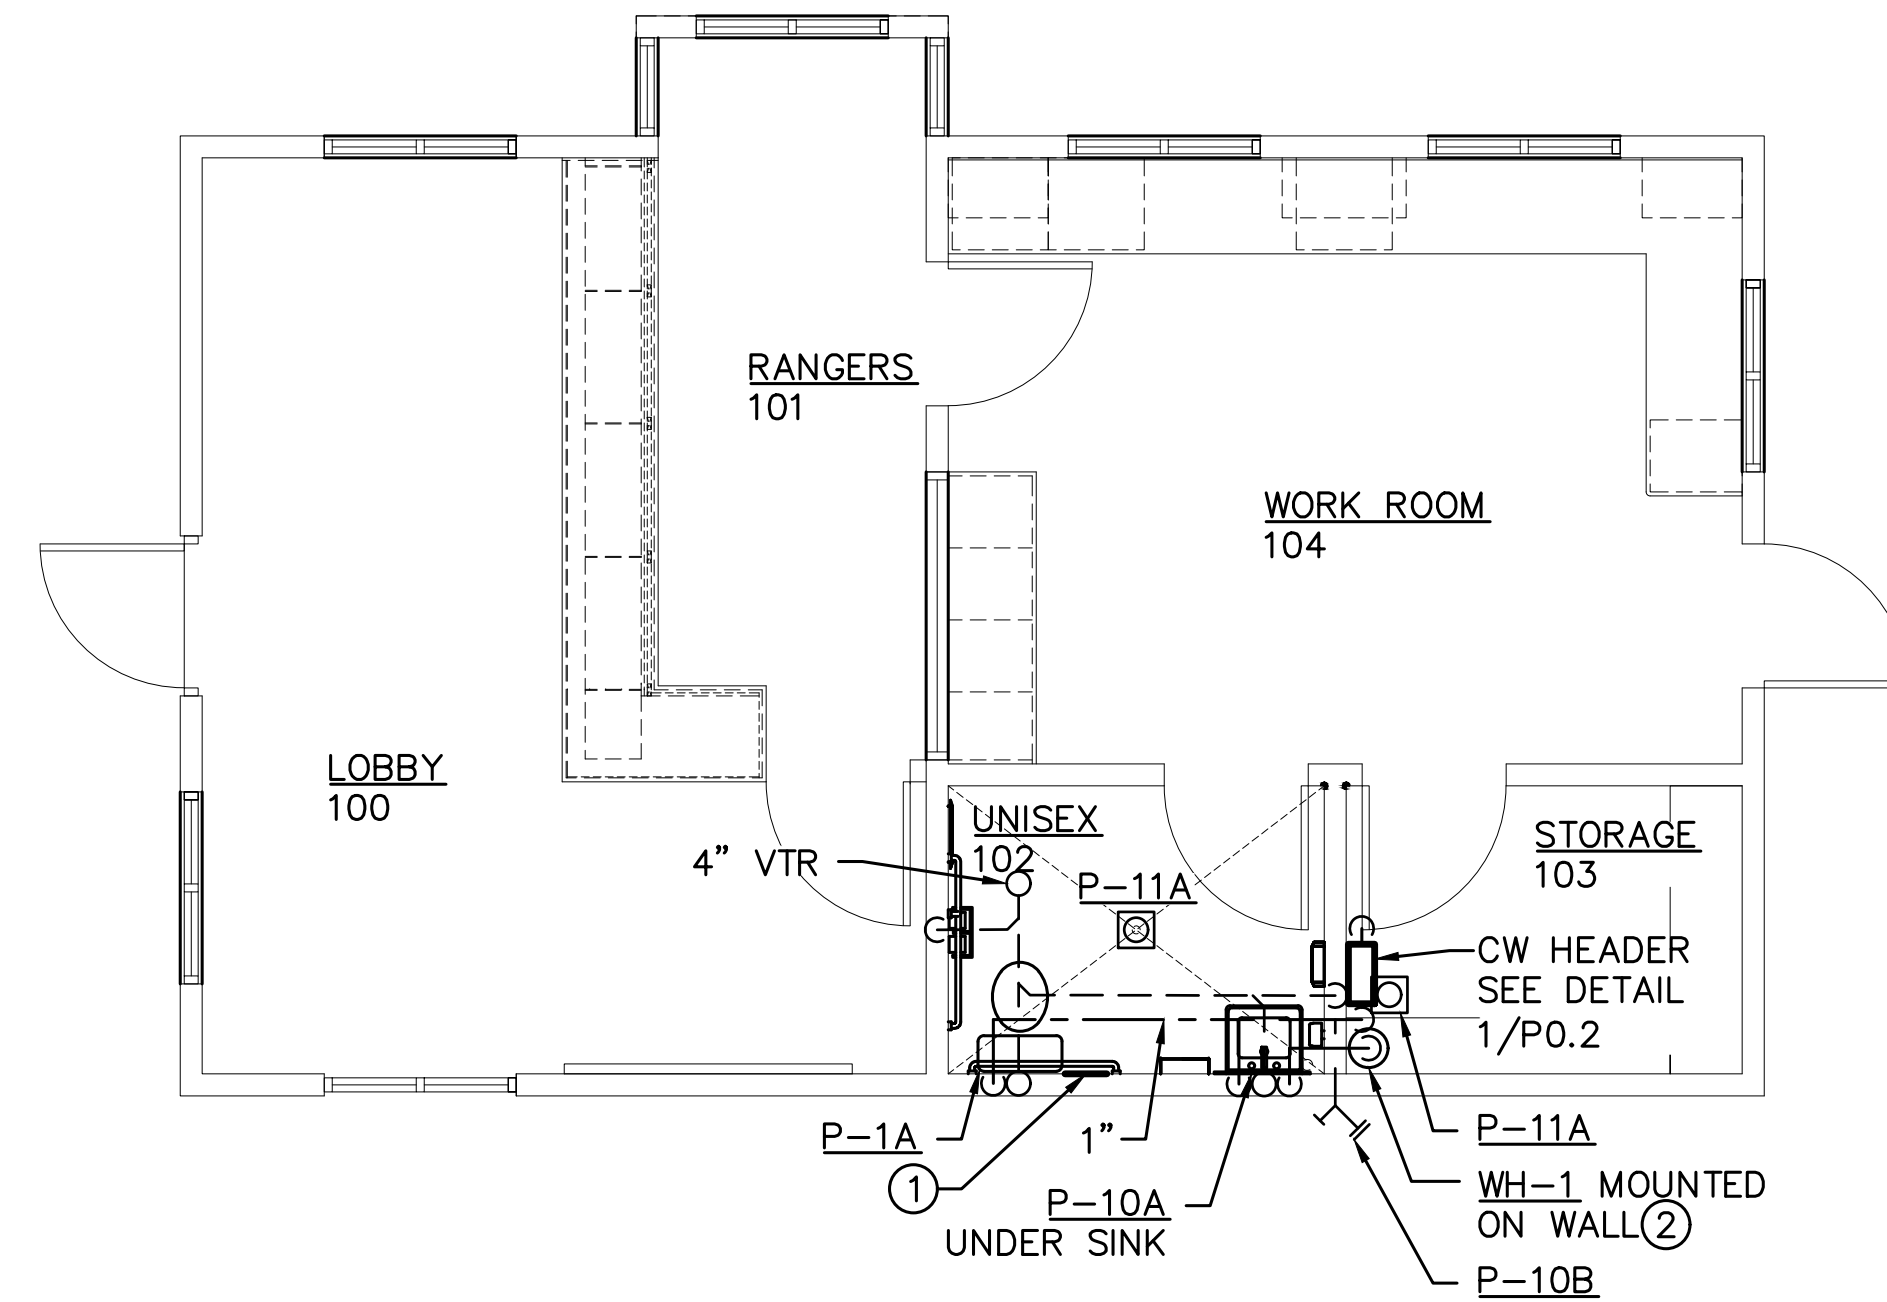 RANGERS
101
WORK ROOM
104
LOBBY
100
UNISEX
102
4” VTR
P-11A
STORAGE
103
CW HEADER
SEE DETAIL
1/P0.2
P-1A
1
1”
P-10A
UNDER SINK
P-11A
WH-1 MOUNTED
ON WALL 2
P-10B